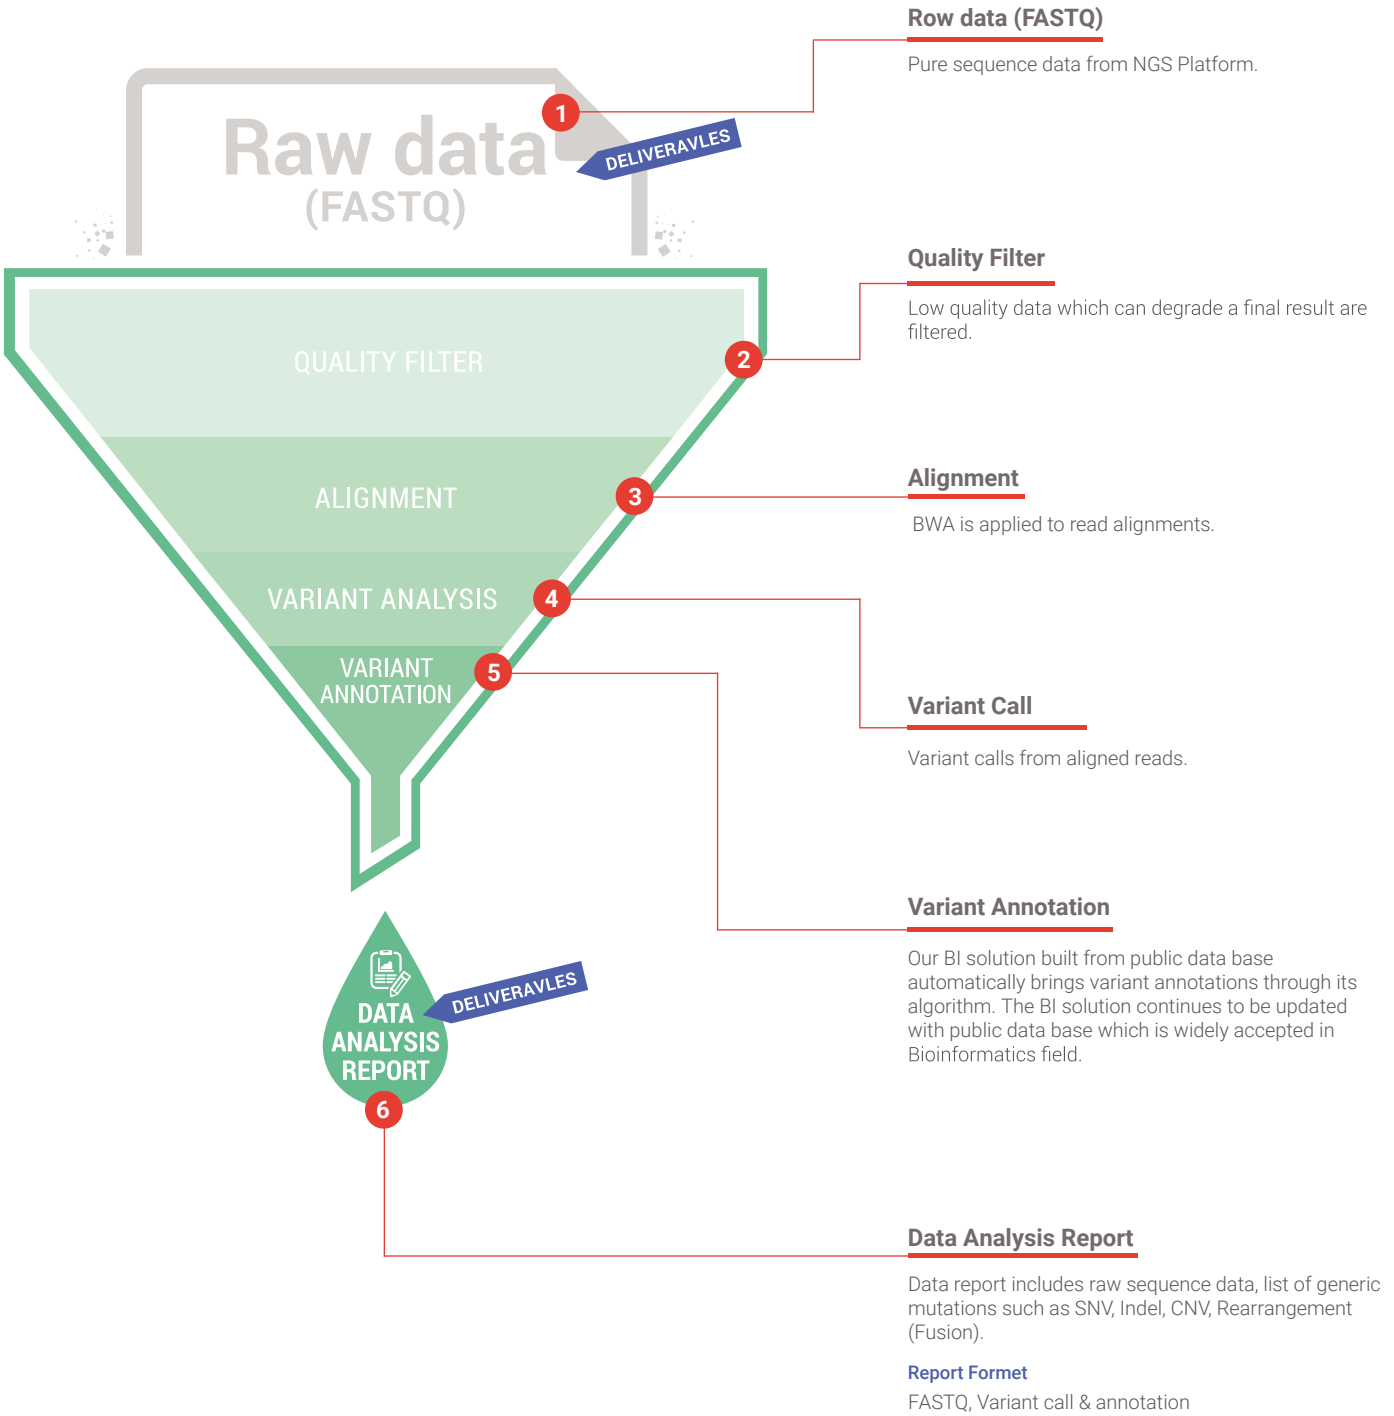 Raw data
(FASTQ)
1
DELIVERAVLES
Row data (FASTQ)
Pure sequence data from NGS Platform.
QUALITY FILTER
2
Quality Filter
Low quality data which can degrade a final result are
filtered.
ALIGNMENT
3
Alignment
BWA is applied to read alignments.
VARIANT ANALYSIS
4
Variant Call
Variant calls from aligned reads.
VARIANT
ANNOTATION
5
Variant Annotation
Our BI solution built from public data base
automatically brings variant annotations through its
algorithm. The BI solution continues to be updated
with public data base which is widely accepted in
Bioinformatics field.
DATA
ANALYSIS
REPORT
DELIVERAVLES
6
Data Analysis Report
Data report includes raw sequence data, list of generic
mutations such as SNV, Indel, CNV, Rearrangement
(Fusion).
Report Formet
FASTQ, Variant call & annotation